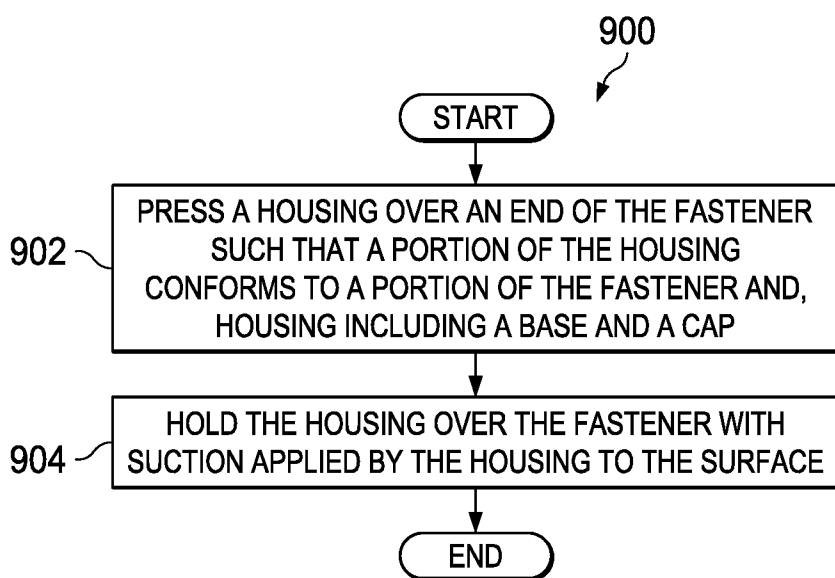 900
START
902
PRESS A HOUSING OVER AN END OF THE FASTENER
SUCH THAT A PORTION OF THE HOUSING
CONFORMS TO A PORTION OF THE FASTENER AND,
HOUSING INCLUDING A BASE AND A CAP
904
HOLD THE HOUSING OVER THE FASTENER WITH
SUCTION APPLIED BY THE HOUSING TO THE SURFACE
END